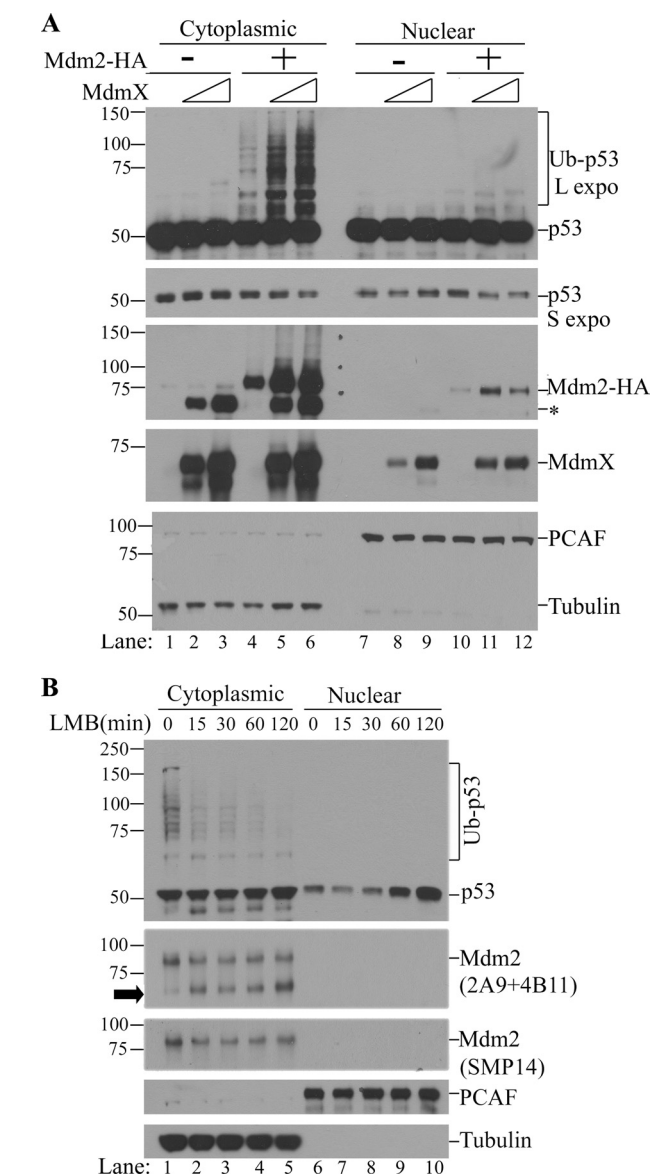 A
Cytoplasmic Nuclear
Mdm2-HA - + - +
MdmX
150
100
75
50
Ub-p53
L expo
p53
50
p53
S expo
150
100
75
Mdm2-HA
*
75
MdmX
100
75
50
PCAF
Tubulin
Lane: 1 2 3 4 5 6 7 8 9 10 11 12
B
Cytoplasmic Nuclear
LMB(min) 0 15 30 60 120 0 15 30 60 120
250
150
100
75
50
Ub-p53
p53
100
75
Mdm2
(2A9+4B11)
100
75
Mdm2
(SMP14)
PCAF
Tubulin
Lane: 1 2 3 4 5 6 7 8 9 10